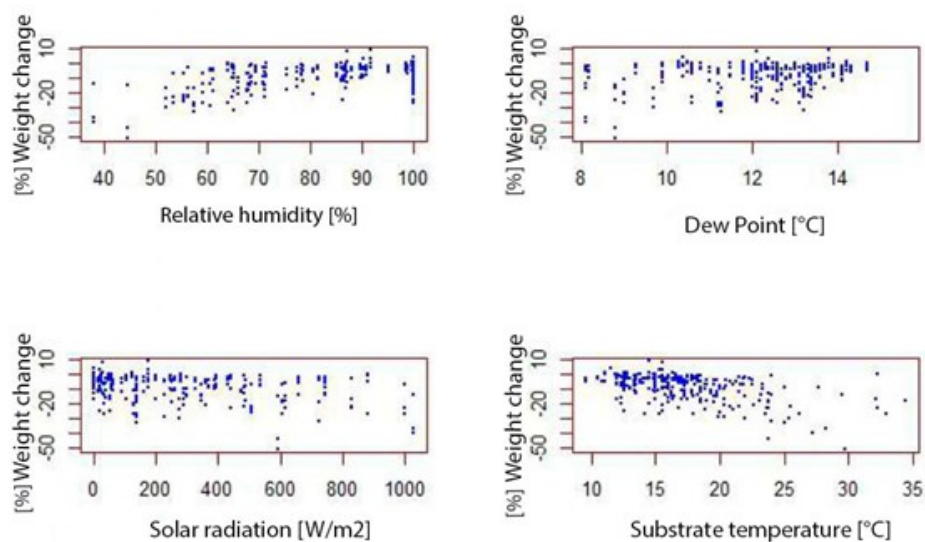 [%] Weight change
10
20
-50
40 50 60 70 80 90 100
Relative humidity [%]
[%] Weight change
10
20
-50
8 10 12 14
Dew Point [°C]
[%] Weight change
10
20
-50
0 200 400 600 800 1000
Solar radiation [W/m2]
[%] Weight change
10
20
-50
10 15 20 25 30 35
Substrate temperature [°C]